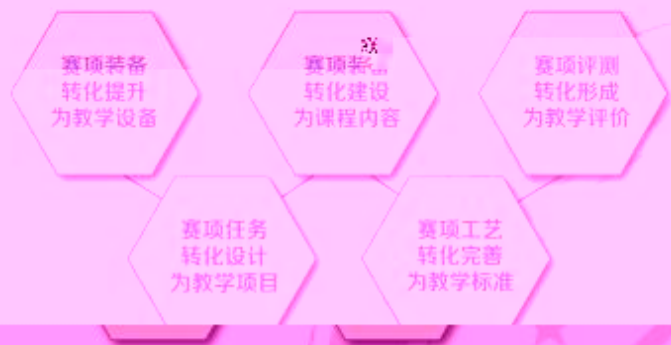 赛项装备
转化提升
为教学设备
赛项装
转化建设
为课程内容
赛项评测
转化形成
为教学评价
赛项任务
转化设计
为教学项目
赛项工艺
转化完善
为教学标准